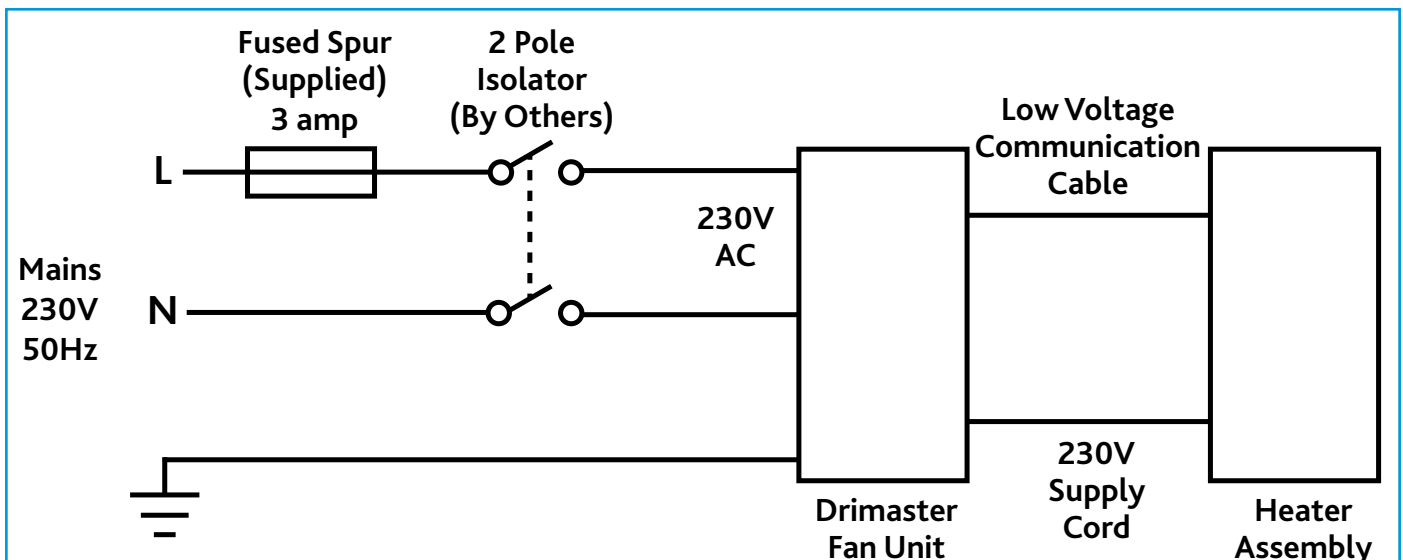 Fused Spur
(Supplied)
3 amp
2 Pole
Isolator
(By Others)
Low Voltage
Communication
Cable
L
230V
AC
Mains
230V
50Hz
N
230V
Supply
Cord
Drimaster
Fan Unit
Heater
Assembly